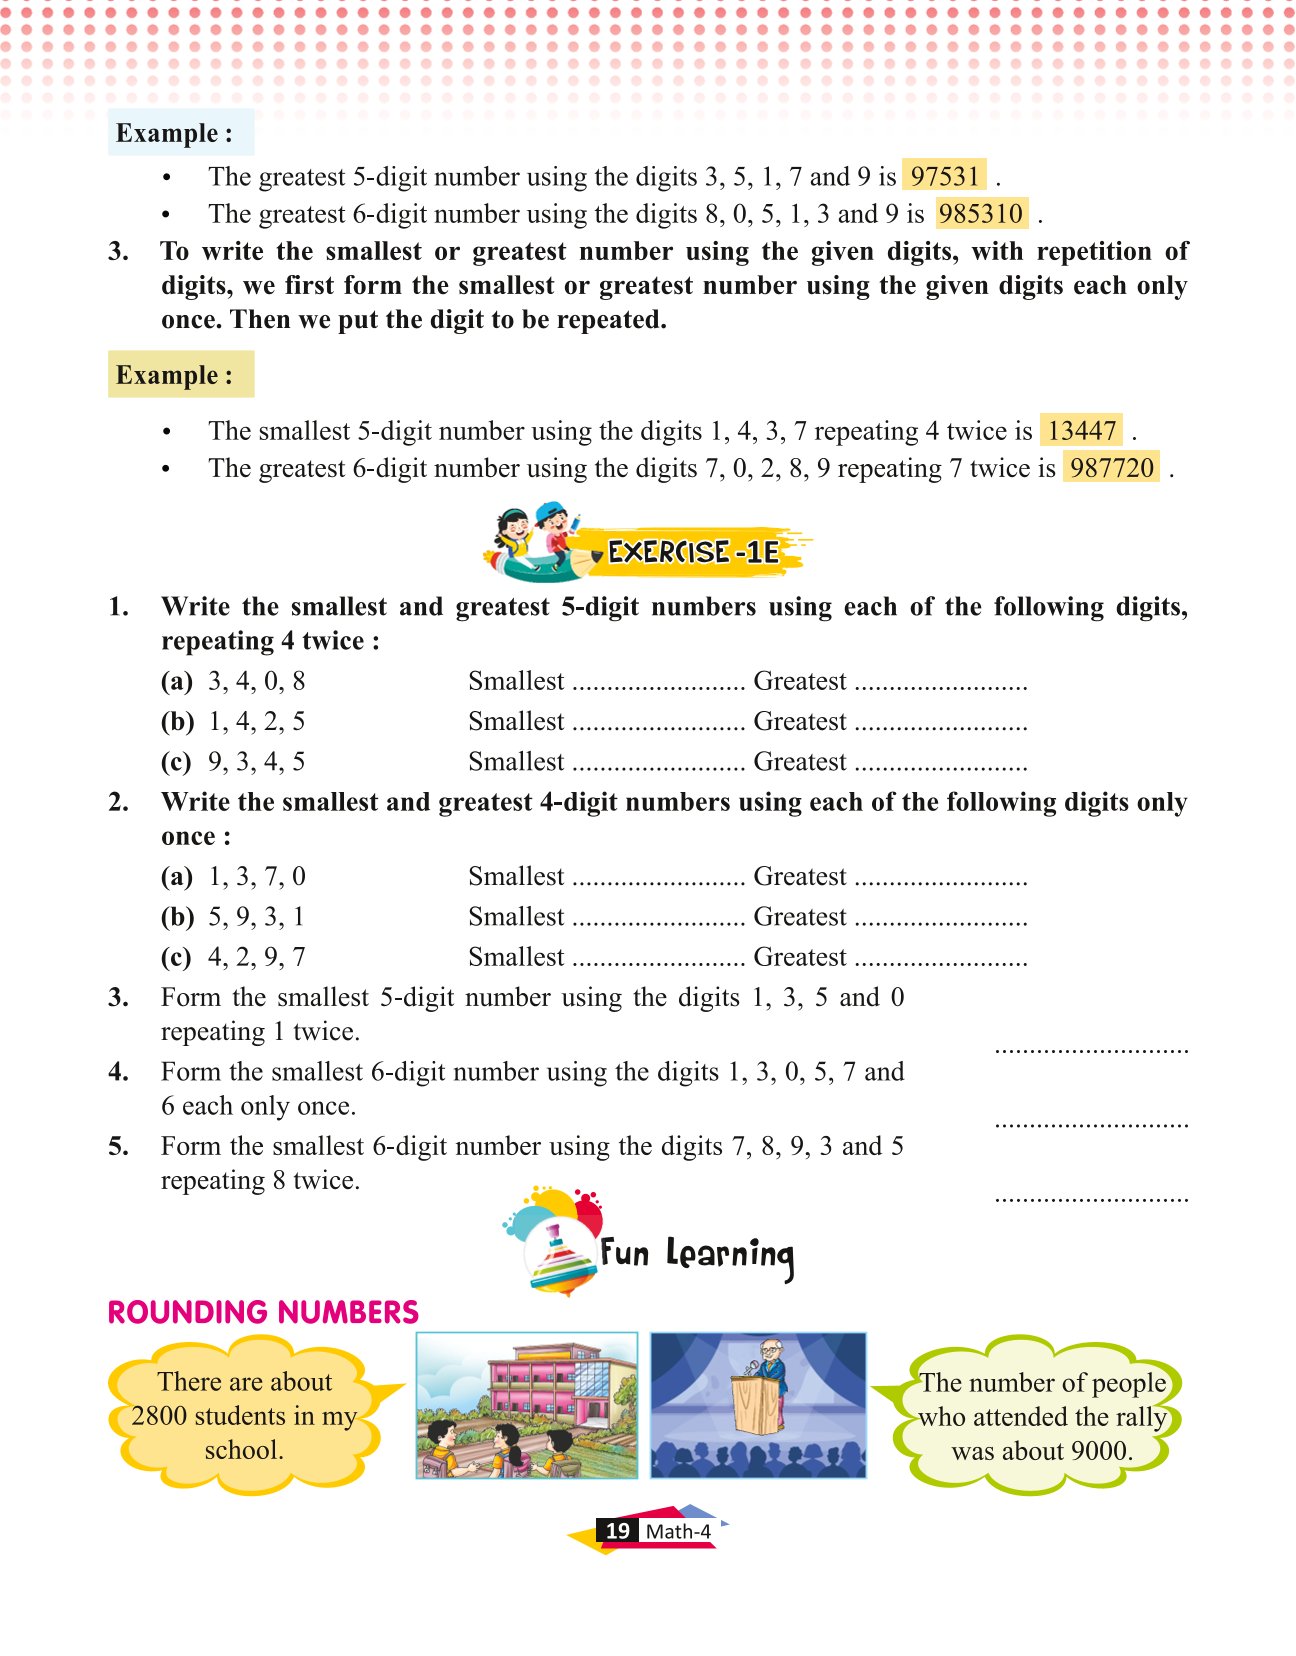 Example :
• The greatest 5-digit number using the digits 3, 5, 1, 7 and 9 is 97531 .
• The greatest 6-digit number using the digits 8, 0, 5, 1, 3 and 9 is 985310 .
3. To write the smallest or greatest number using the given digits, with repetition of
digits, we first form the smallest or greatest number using the given digits each only
once. Then we put the digit to be repeated.
Example :
• The smallest 5-digit number using the digits 1, 4, 3, 7 repeating 4 twice is 13447 .
• The greatest 6-digit number using the digits 7, 0, 2, 8, 9 repeating 7 twice is 987720 .
EXERCISE -1E
1. Write the smallest and greatest 5-digit numbers using each of the following digits,
repeating 4 twice :
(a) 3, 4, 0, 8 Smallest ......................... Greatest .........................
(b) 1, 4, 2, 5 Smallest ......................... Greatest .........................
(c) 9, 3, 4, 5 Smallest ......................... Greatest .........................
2. Write the smallest and greatest 4-digit numbers using each of the following digits only
once :
(a) 1, 3, 7, 0 Smallest ......................... Greatest .........................
(b) 5, 9, 3, 1 Smallest ......................... Greatest .........................
(c) 4, 2, 9, 7 Smallest ......................... Greatest .........................
3. Form the smallest 5-digit number using the digits 1, 3, 5 and 0
repeating 1 twice. ............................
4. Form the smallest 6-digit number using the digits 1, 3, 0, 5, 7 and
6 each only once. ............................
5. Form the smallest 6-digit number using the digits 7, 8, 9, 3 and 5
repeating 8 twice. ............................
Fun Learning
ROUNDING NUMBERS
There are about
2800 students in my
school.
The number of people
who attended the rally
was about 9000.
19 Math-4